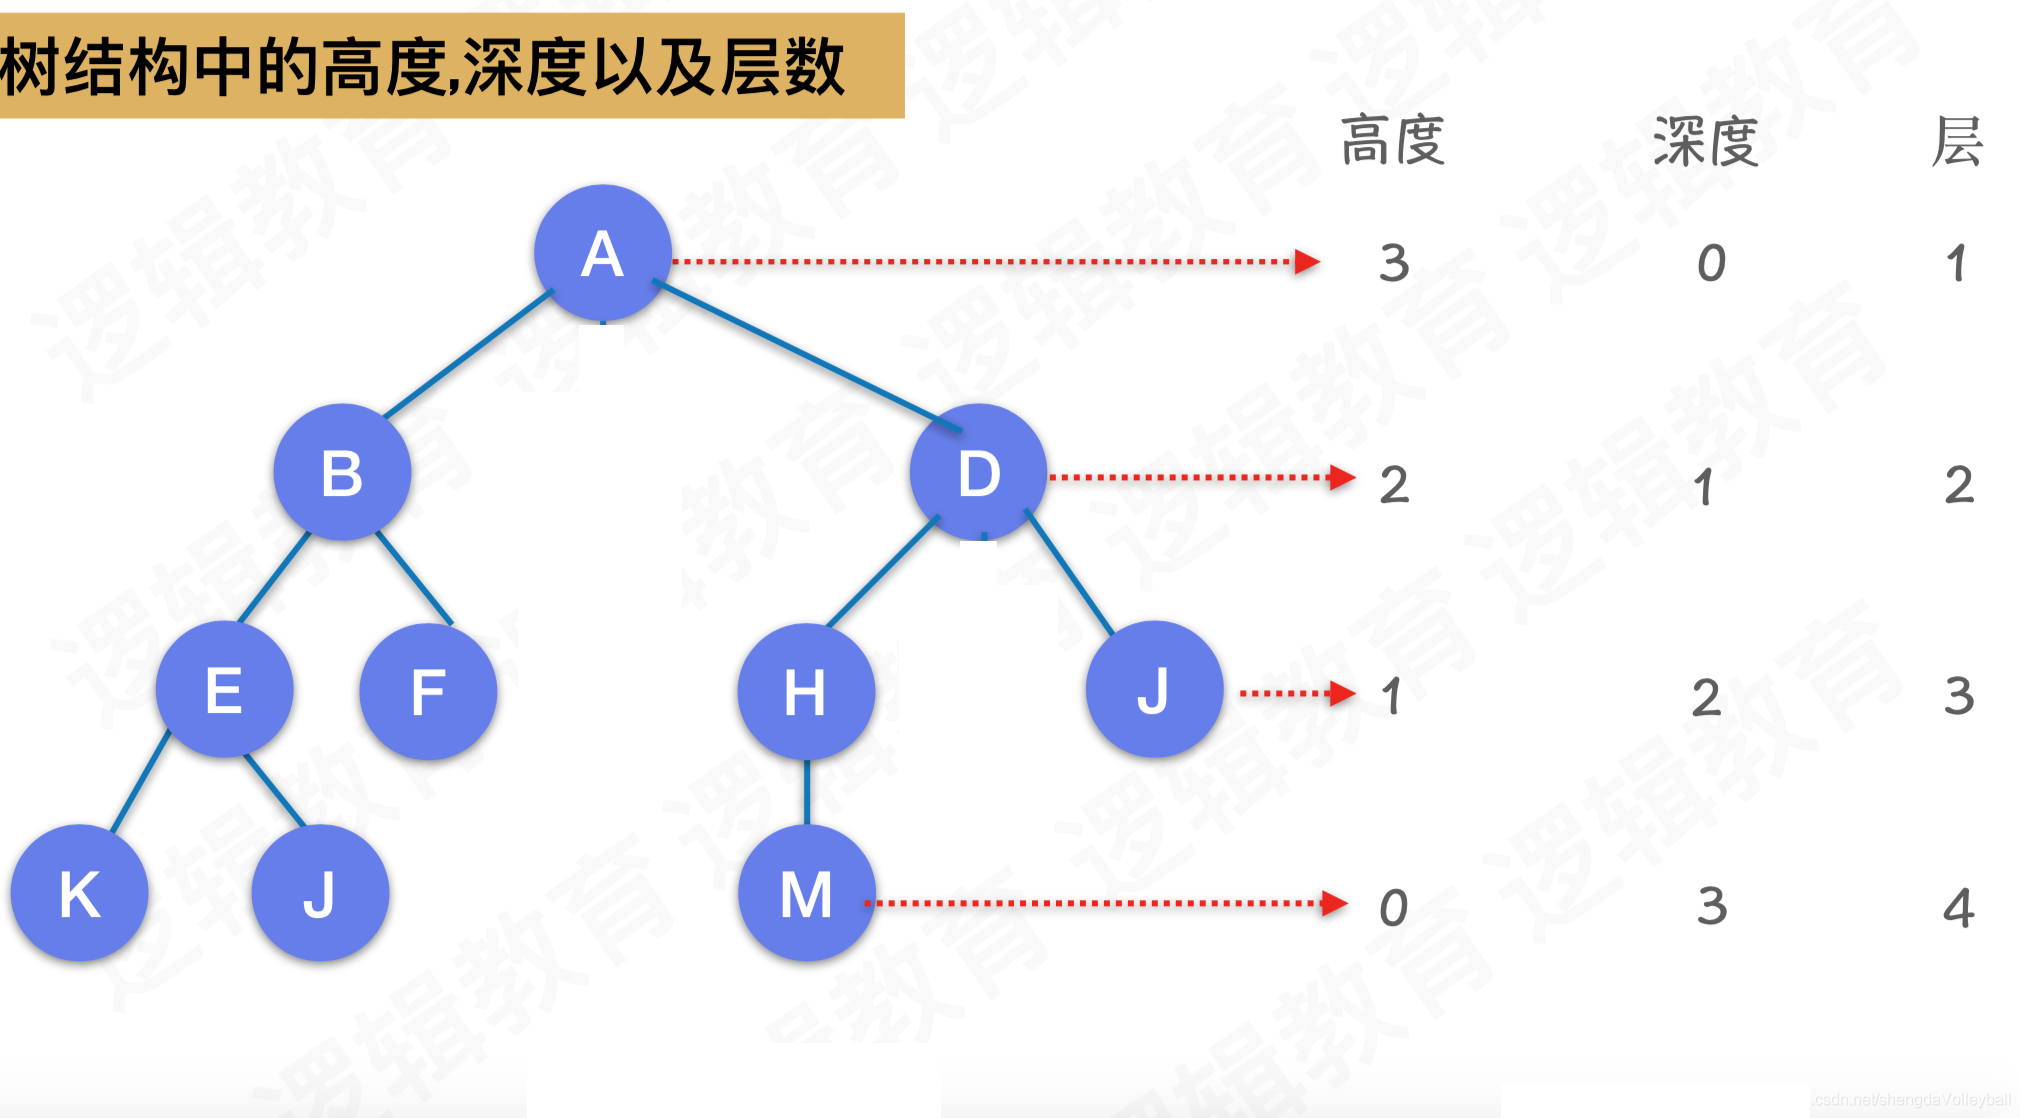 树结构中的高度,深度以及层数
高度 深度 层
A 3 0 1
B D 2 1 2
E F H J 1 2 3
K J M 0 3 4
逻辑教育
.csdn.net/shengdaVolleyball